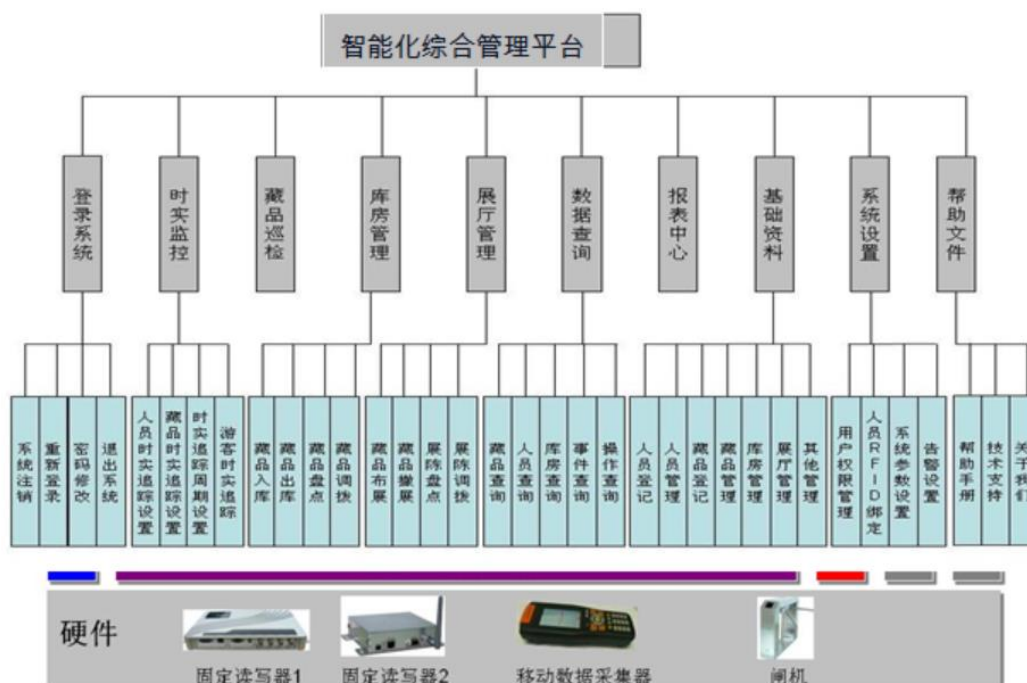 智能化综合管理平台
登录系统
时实监控
藏品巡检
库房管理
展厅管理
数据查询
报表中心
基础资料
系统设置
帮助文件
系统注销
重新登录
密码修改
退出系统
人员时实追踪设置
藏品时实追踪设置
时实追踪周期设置
游客时实追踪
藏品入库
藏品出库
藏品盘点
藏品调拨
藏品布展
藏品撤展
展陈盘点
展陈调拨
藏品查询
人员查询
库房查询
事件查询
操作查询
人员登记
人员管理
藏品登记
藏品管理
库房管理
展厅管理
其他管理
用户权限管理
人员RFID绑定
系统参数设置
告警设置
帮助手册
技术支持
关于我们
硬件
固定读写器1
固定读写器2
移动数据采集器
闸机